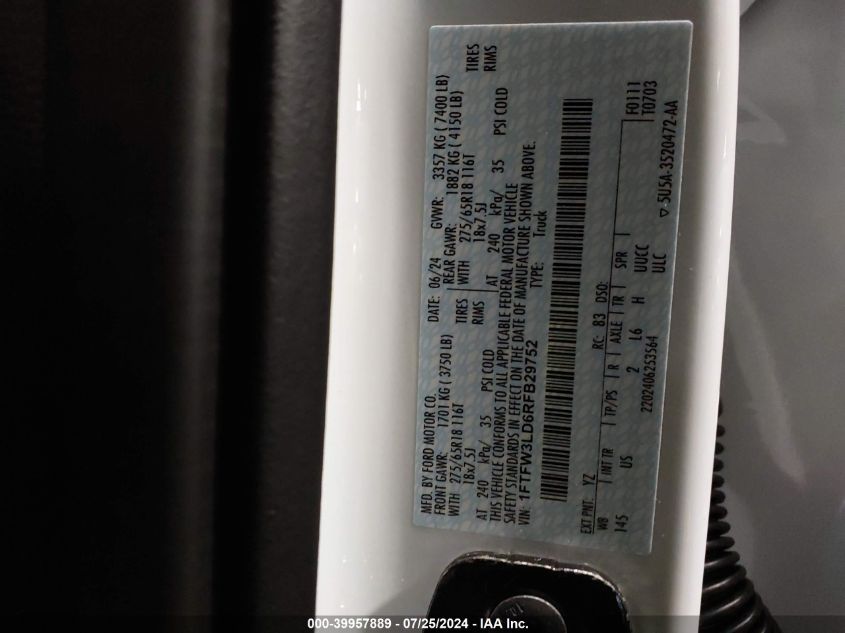 MFD. BY FORD MOTOR CO.
DATE: 06/24 GVWR: 3357 KG ( 7400 LB)
FRONT GAWR: 1701 KG ( 3750 LB) REAR GAWR: 1882 KG ( 4150 LB)
WITH 275/65R18 116T TIRES WITH 275/65R18 116T TIRES
18x7.5J RIMS 18x7.5J RIMS
AT 240 kPa/ 35 PSI COLD AT 240 kPa/ 35 PSI COLD
THIS VEHICLE CONFORMS TO ALL APPLICABLE FEDERAL MOTOR VEHICLE
SAFETY STANDARDS IN EFFECT ON THE DATE OF MANUFACTURE SHOWN ABOVE.
VIN: 1FTFW3LD6RFB29752 TYPE: Truck
EXT PNT: YZ RC: 83 DSO: F0111
WB INT TR TP/PS R AXLE TR SPR T0703
145 US 2 L6 H UUCC
2202406253564 ULC
5U5A-3520472-AA
000-39957889 - 07/25/2024 - IAA Inc.